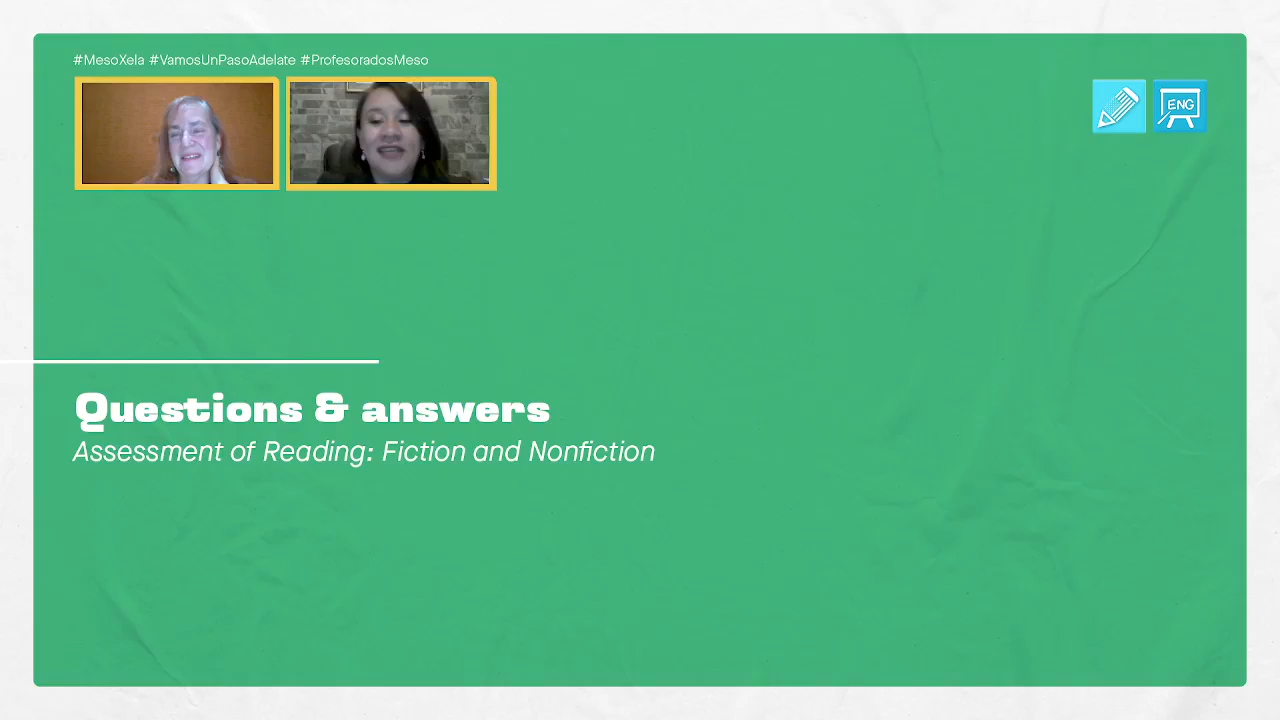 #MesoXela #VamosUnPasoAdelate #ProfesoradosMeso
ENG
Questions & answers
Assessment of Reading: Fiction and Nonfiction